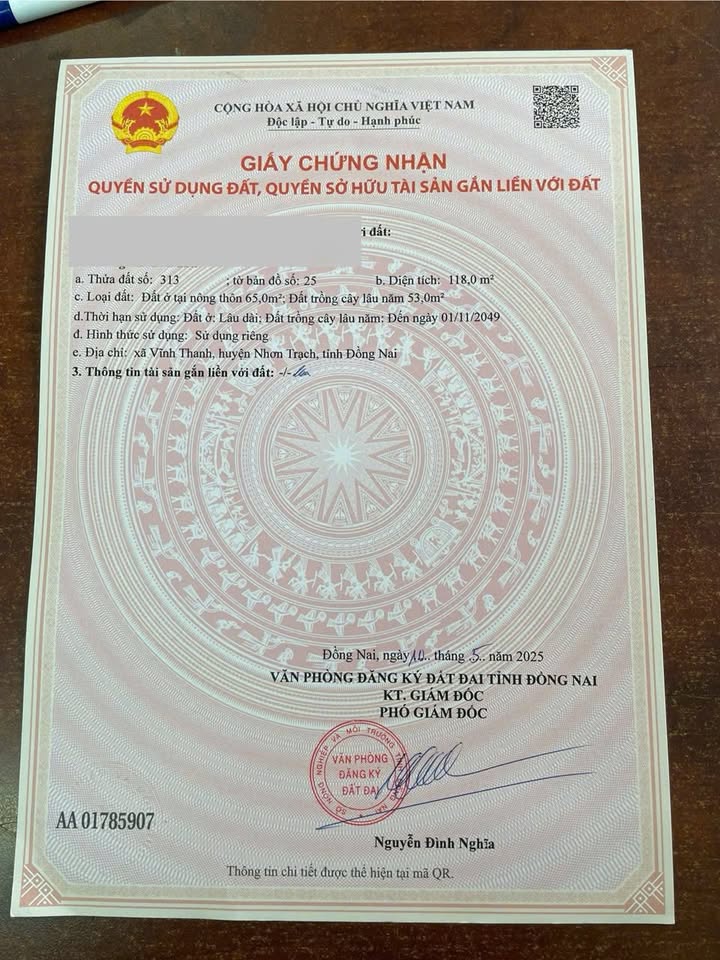 CỘNG HÒA XÃ HỘI CHỦ NGHĨA VIỆT NAM
Độc lập - Tự do - Hạnh phúc
GIẤY CHỨNG NHẬN
QUYỀN SỬ DỤNG ĐẤT, QUYỀN SỞ HỮU TÀI SẢN GẮN LIỀN VỚI ĐẤT
đất:
a. Thửa đất số: 313 ; tờ bản đồ số: 25 b. Diện tích: 118,0 m²
c. Loại đất: Đất ở tại nông thôn 65,0m²; Đất trồng cây lâu năm 53,0m²
d.Thời hạn sử dụng: Đất ở: Lâu dài; Đất trồng cây lâu năm: Đến ngày 01/11/2049
đ. Hình thức sử dụng: Sử dụng riêng
e. Địa chỉ: xã Vĩnh Thanh, huyện Nhơn Trạch, tỉnh Đồng Nai
3. Thông tin tài sản gắn liền với đất: -/-
Đồng Nai, ngày .. tháng .5.. năm 2025
VĂN PHÒNG ĐĂNG KÝ ĐẤT ĐAI TỈNH ĐỒNG NAI
KT. GIÁM ĐỐC
PHÓ GIÁM ĐỐC
SỞ NÔNG NGHIỆP VÀ MÔI TRƯỜNG
VĂN PHÒNG
ĐĂNG KÝ
ĐẤT ĐAI
AA 01785907
Nguyễn Đình Nghĩa
Thông tin chi tiết được thể hiện tại mã QR.